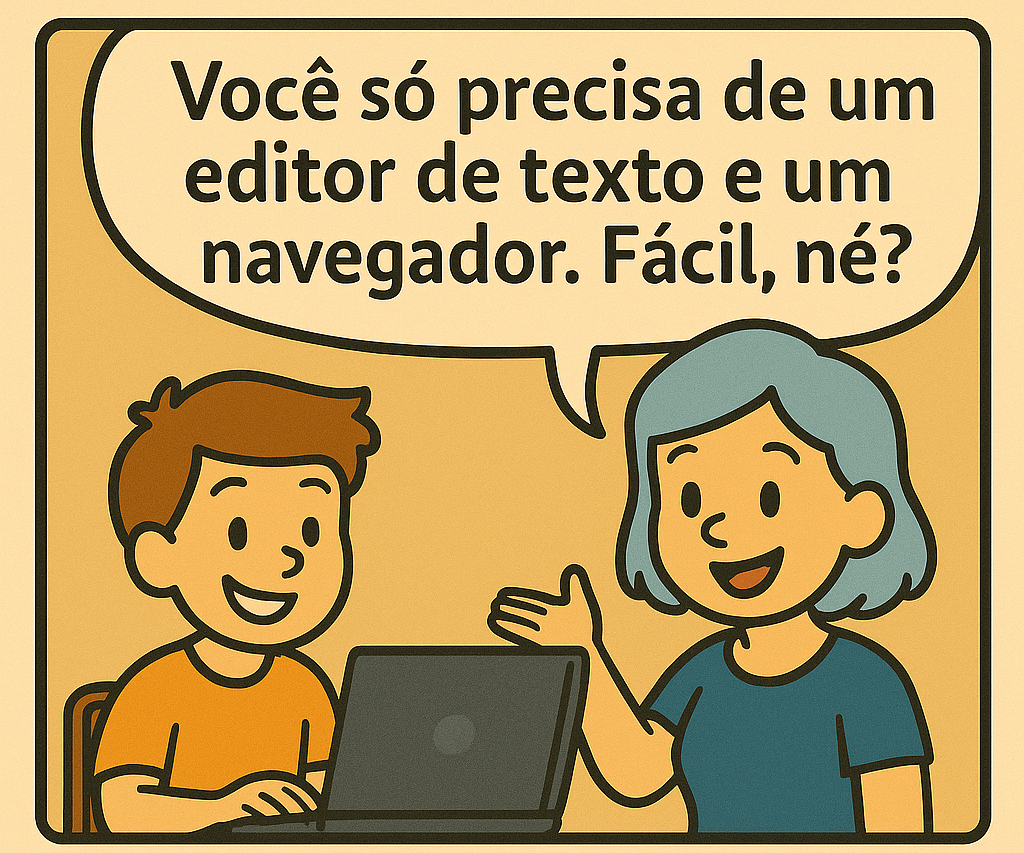 Você só precisa de um
editor de texto e um
navegador. Fácil, né?